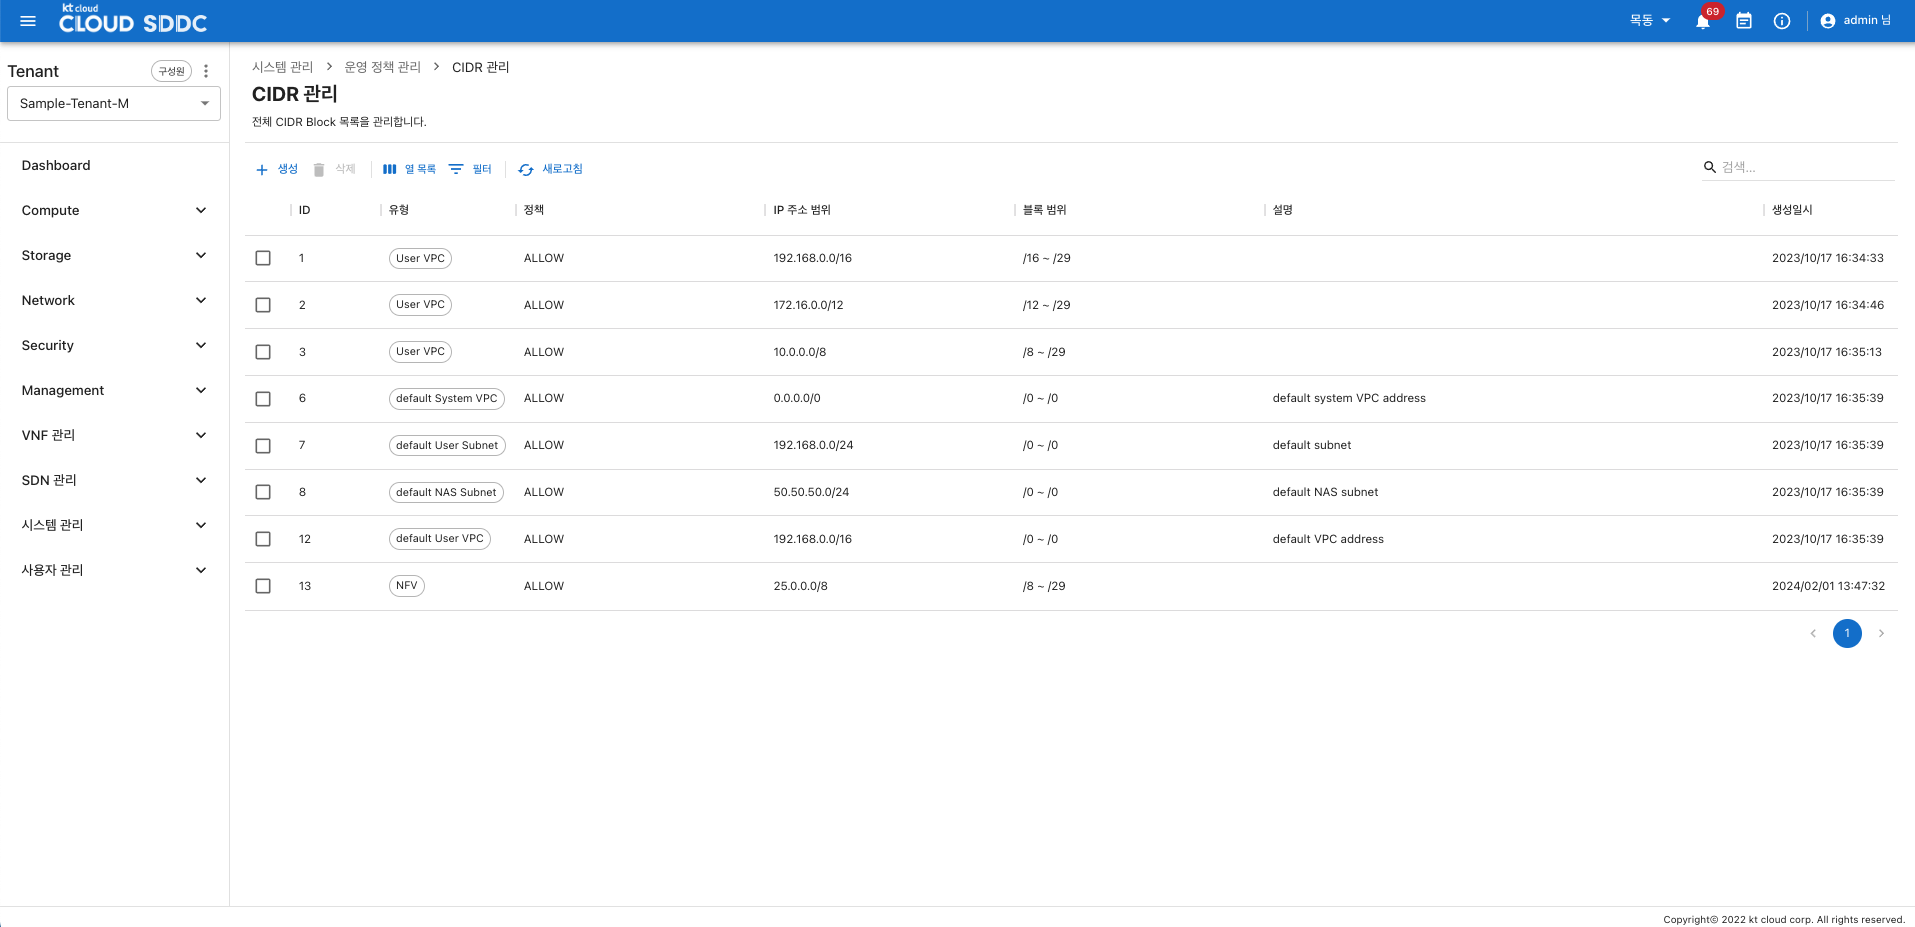 kt cloud
CLOUD SDDC
목동
69
admin 님
Tenant
구성원
Sample-Tenant-M
Dashboard
Compute
Storage
Network
Security
Management
VNF 관리
SDN 관리
시스템 관리
사용자 관리
시스템 관리 > 운영 정책 관리 > CIDR 관리
CIDR 관리
전체 CIDR Block 목록을 관리합니다.
생성 삭제 열 목록 필터 새로고침 검색...
ID 유형 정책 IP 주소 범위 블록 범위 설명 생성일시
1 User VPC ALLOW 192.168.0.0/16 /16 ~ /29 2023/10/17 16:34:33
2 User VPC ALLOW 172.16.0.0/12 /12 ~ /29 2023/10/17 16:34:46
3 User VPC ALLOW 10.0.0.0/8 /8 ~ /29 2023/10/17 16:35:13
6 default System VPC ALLOW 0.0.0.0/0 /0 ~ /0 default system VPC address 2023/10/17 16:35:39
7 default User Subnet ALLOW 192.168.0.0/24 /0 ~ /0 default subnet 2023/10/17 16:35:39
8 default NAS Subnet ALLOW 50.50.50.0/24 /0 ~ /0 default NAS subnet 2023/10/17 16:35:39
12 default User VPC ALLOW 192.168.0.0/16 /0 ~ /0 default VPC address 2023/10/17 16:35:39
13 NFV ALLOW 25.0.0.0/8 /8 ~ /29 2024/02/01 13:47:32
1
Copyright© 2022 kt cloud corp. All rights reserved.